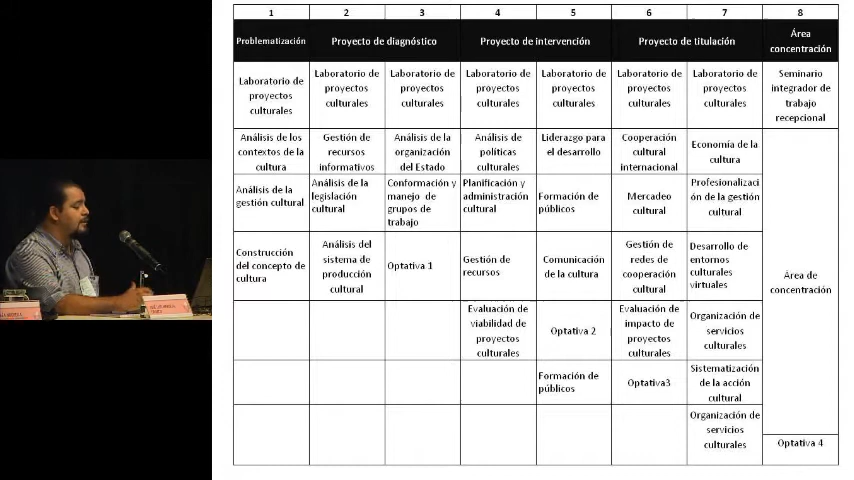 1 2 3 4 5 6 7 8
Problematización Proyecto de diagnóstico Proyecto de intervención Proyecto de titulación Área
concentración
Laboratorio de
proyectos
culturales
Laboratorio de
proyectos
culturales
Laboratorio de
proyectos
culturales
Laboratorio de
proyectos
culturales
Laboratorio de
proyectos
culturales
Laboratorio de
proyectos
culturales
Laboratorio de
proyectos
culturales
Seminario
integrador de
trabajo
recepcional
Análisis de los
contextos de la
cultura
Gestión de
recursos
informativos
Análisis de la
organización
del Estado
Análisis de
políticas
culturales
Liderazgo para
el desarrollo
Cooperación
cultural
internacional
Economía de la
cultura
Análisis de la
gestión cultural
Análisis de la
legislación
cultural
Conformación y
manejo de
grupos de
trabajo
Planificación y
administración
cultural
Formación de
públicos
Mercadeo
cultural
Profesionalizaci
ón de la gestión
cultural
Construcción
del concepto de
cultura
Análisis del
sistema de
producción
cultural
Optativa 1
Gestión de
recursos
Comunicación
de la cultura
Gestión de
redes de
cooperación
cultural
Desarrollo de
entornos
culturales
virtuales
Área de
concentración
Evaluación de
viabilidad de
proyectos
culturales
Optativa 2
Evaluación de
impacto de
proyectos
culturales
Organización de
servicios
culturales
Formación de
públicos
Optativa3
Sistematización
de la acción
cultural
Organización de
servicios
culturales
Optativa 4